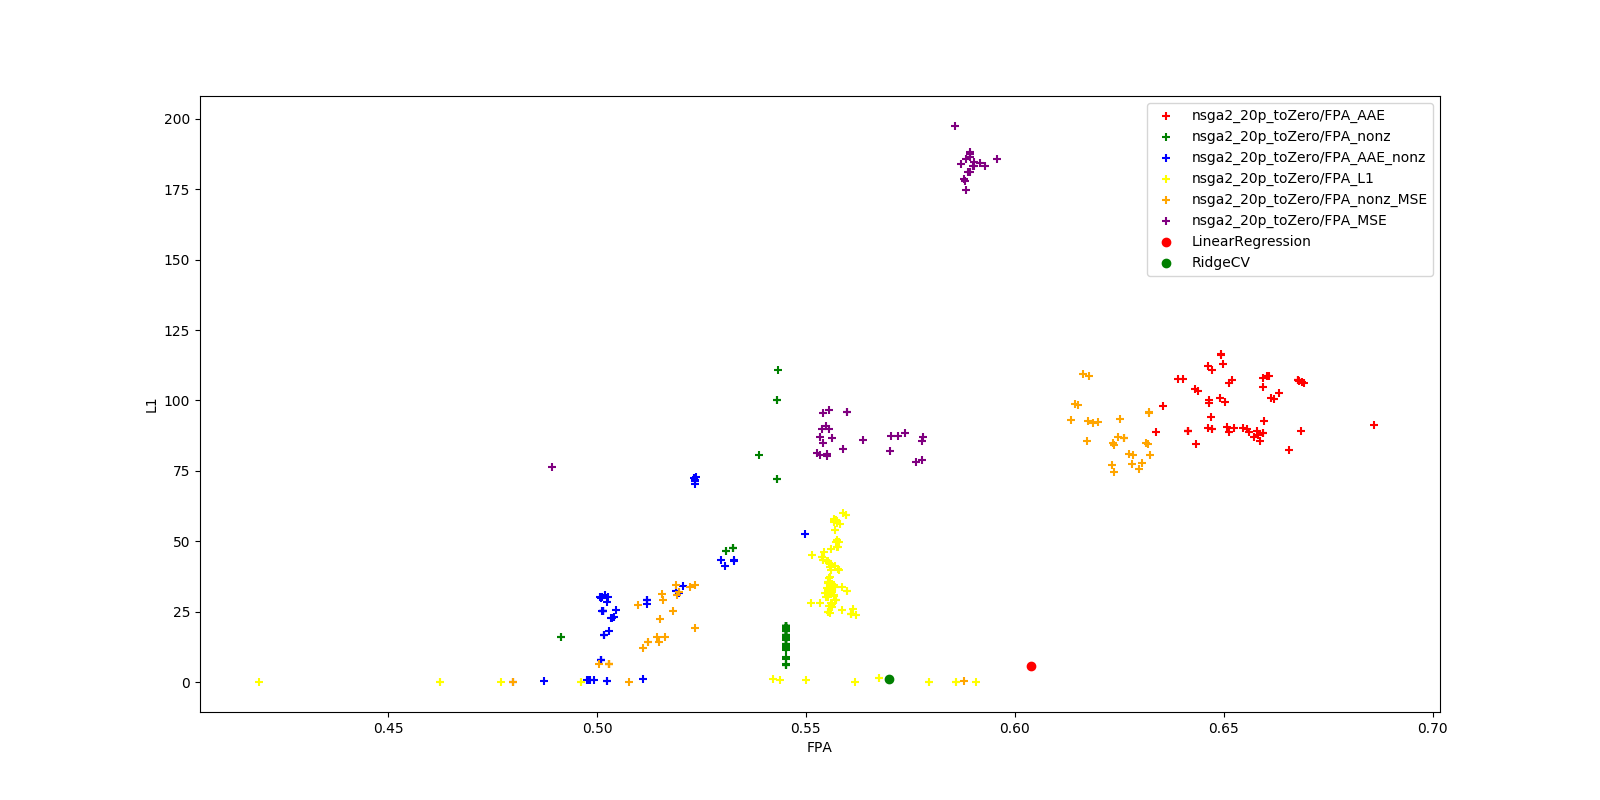 200
175
150
125
100
75
50
25
0
L1
0.45
0.50
0.55
0.60
0.65
0.70
FPA
nsga2_20p_toZero/FPA_AAE
nsga2_20p_toZero/FPA_nonz
nsga2_20p_toZero/FPA_AAE_nonz
nsga2_20p_toZero/FPA_L1
nsga2_20p_toZero/FPA_nonz_MSE
nsga2_20p_toZero/FPA_MSE
LinearRegression
RidgeCV